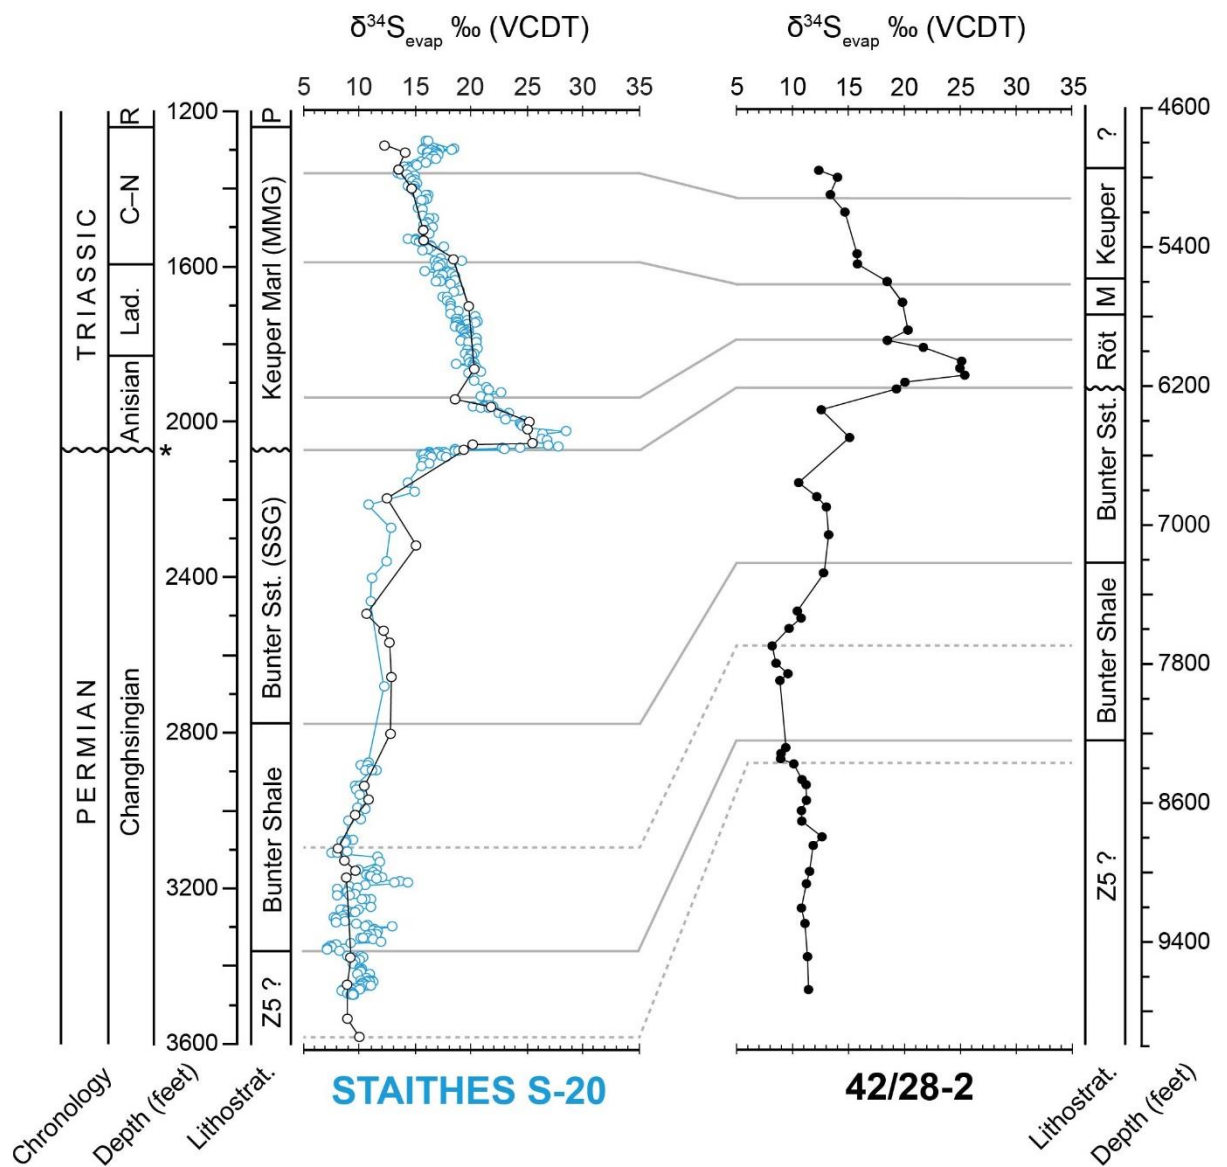 δ³⁴S_evap ‰ (VCDT)
δ³⁴S_evap ‰ (VCDT)
5 10 15 20 25 30 35
5 10 15 20 25 30 35
TRIASSIC
PERMIAN
R
C–N
Lad.
Anisian
Changhsingian
1200
1600
2000
*
2400
2800
3200
3600
P
Keuper Marl (MMG)
Bunter Sst. (SSG)
Bunter Shale
Z5 ?
?
Keuper
M
Röt
Bunter Sst.
Bunter Shale
Z5 ?
4600
5400
6200
7000
7800
8600
9400
Chronology
Depth (feet)
Lithostrat.
STAITHES S-20
42/28-2
Lithostrat.
Depth (feet)